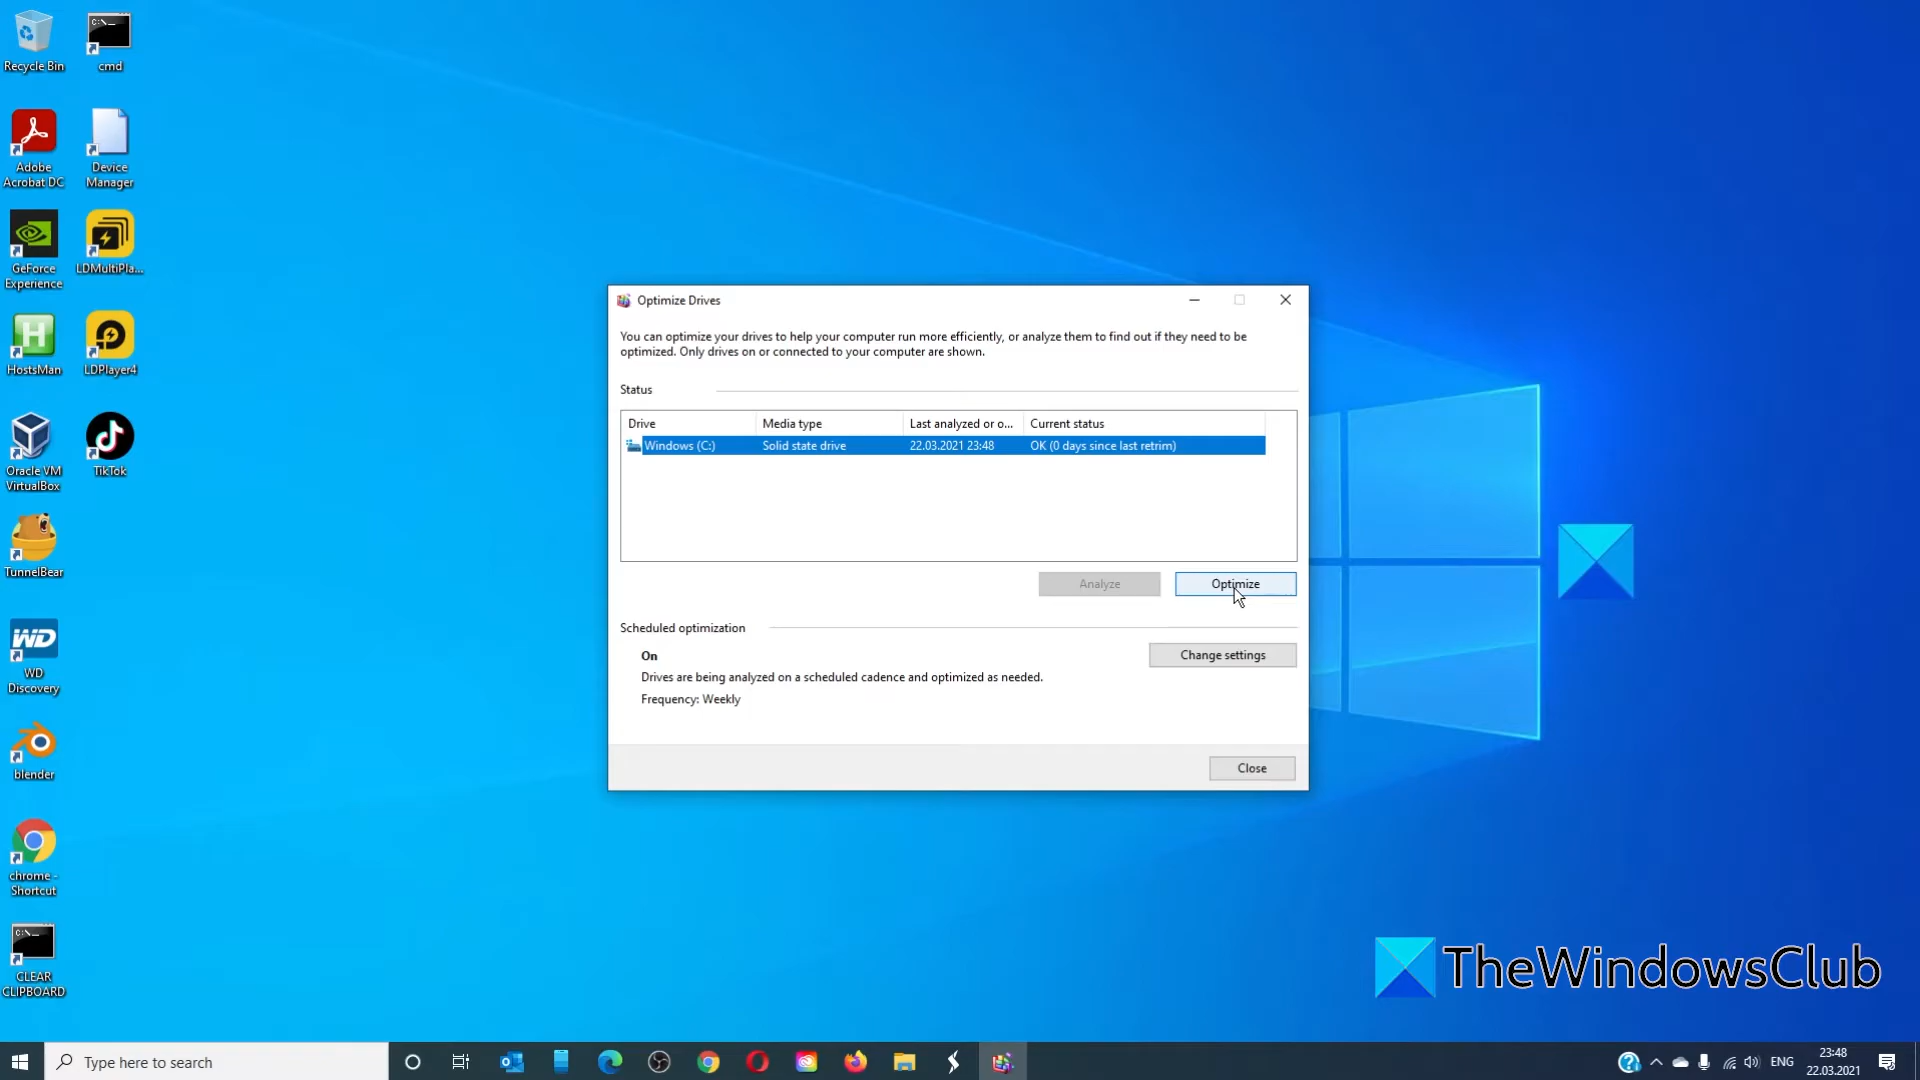 Recycle Bin
cmd
Adobe
Acrobat DC
Device
Manager
GeForce
Experience
LDMultiPla...
HostsMan
LDPlayer4
Oracle VM
VirtualBox
TikTok
TunnelBear
WD
WD
Discovery
blender
chrome -
Shortcut
CLEAR
CLIPBOARD
Optimize Drives
You can optimize your drives to help your computer run more efficiently, or analyze them to find out if they need to be
optimized. Only drives on or connected to your computer are shown.
Status
Drive Media type Last analyzed or o... Current status
Windows (C:) Solid state drive 22.03.2021 23:48 OK (0 days since last retrim)
Analyze Optimize
Scheduled optimization
On
Change settings
Drives are being analyzed on a scheduled cadence and optimized as needed.
Frequency: Weekly
Close
TheWindowsClub
Type here to search
ENG
23:48
22.03.2021